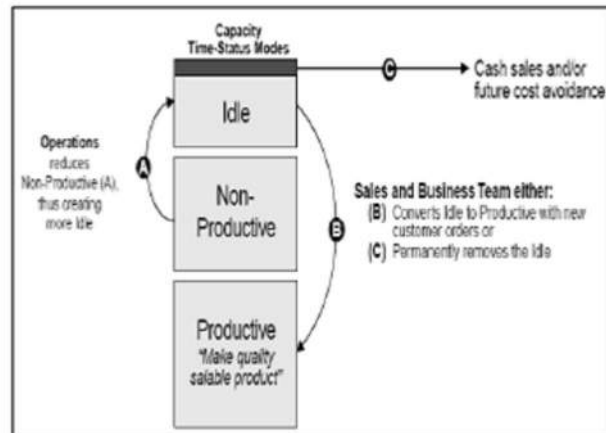 Capacity
Time-Status Modes
C
Cash sales and/or
future cost avoidance
Idle
Operations
reduces
Non-Productive (A),
thus creating
more Idle
A
Non-
Productive
Sales and Business Team either:
(B) Converts Idle to Productive with new
customer orders or
(C) Permanently removes the Idle
B
Productive
"Make quality
salable product"